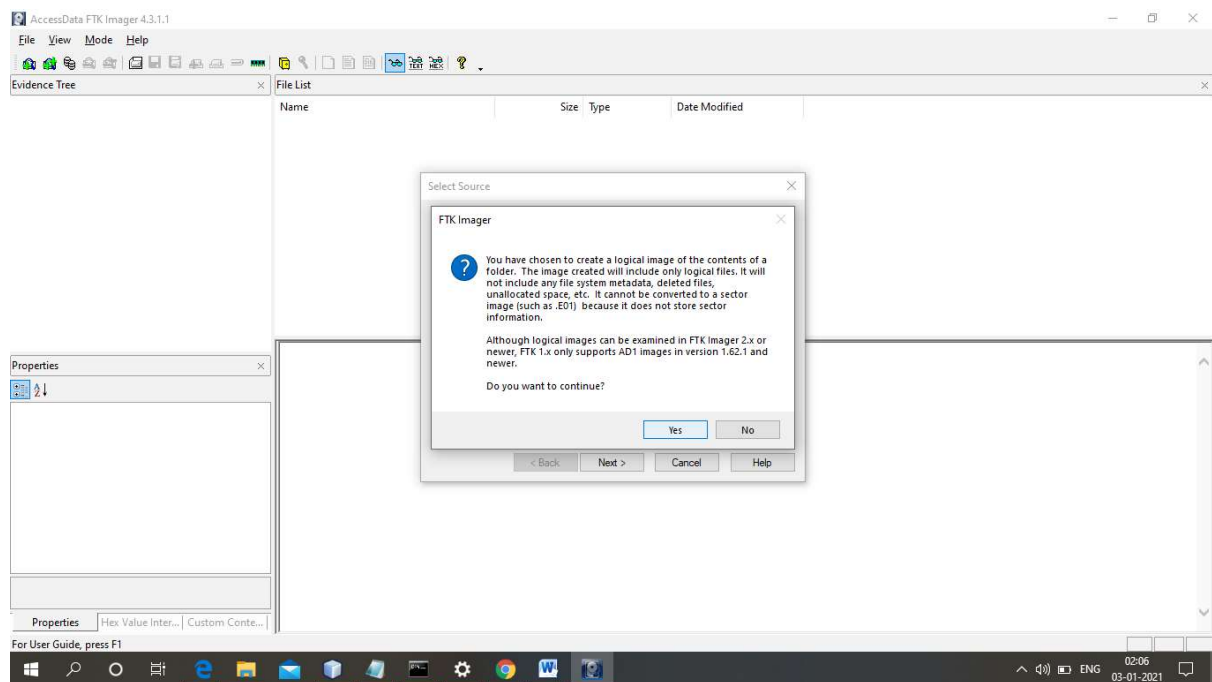 AccessData FTK Imager 4.3.1.1
File View Mode Help
TEXT HEX
Evidence Tree
File List
Name Size Type Date Modified
Select Source
FTK Imager
You have chosen to create a logical image of the contents of a
folder. The image created will include only logical files. It will
not include any file system metadata, deleted files,
unallocated space, etc. It cannot be converted to a sector
image (such as .E01) because it does not store sector
information.
Although logical images can be examined in FTK Imager 2.x or
newer, FTK 1.x only supports AD1 images in version 1.62.1 and
newer.
Do you want to continue?
Yes No
< Back Next > Cancel Help
Properties
Properties Hex Value Inter... Custom Conte...
For User Guide, press F1
ENG
02:06
03-01-2021